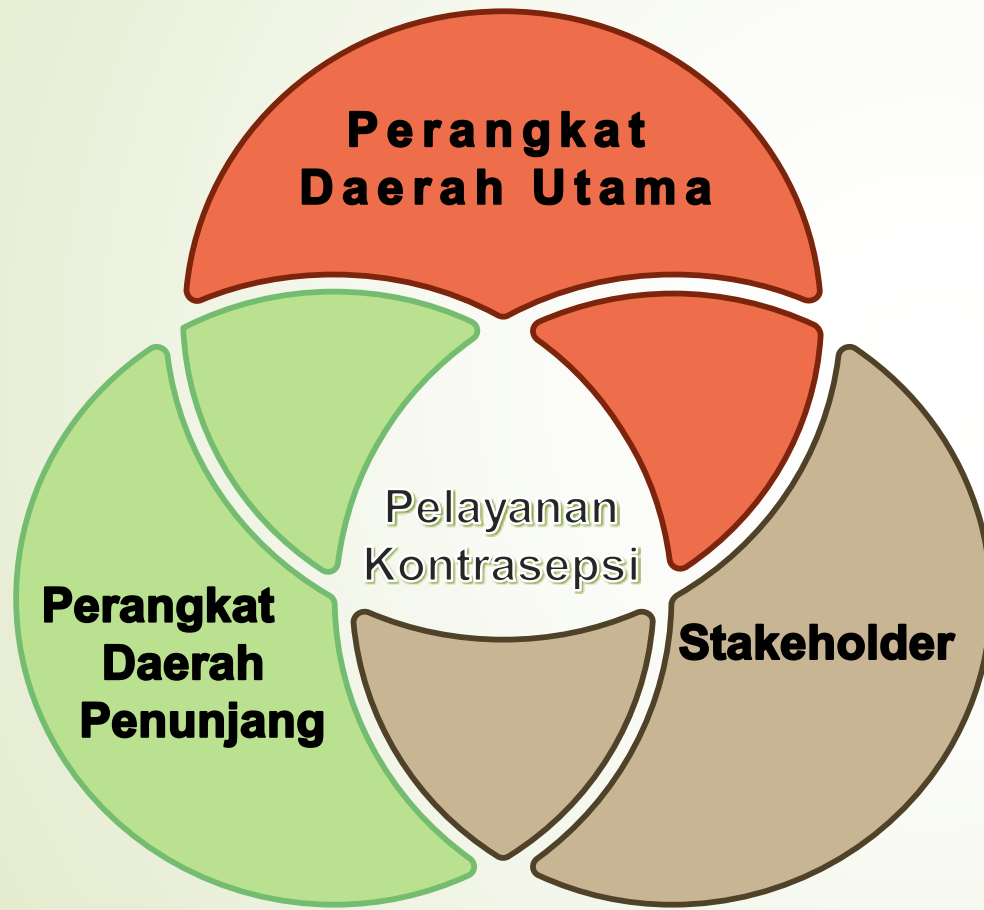 Perangkat
Daerah Utama
Pelayanan
Kontrasepsi
Perangkat
Daerah
Penunjang
Stakeholder